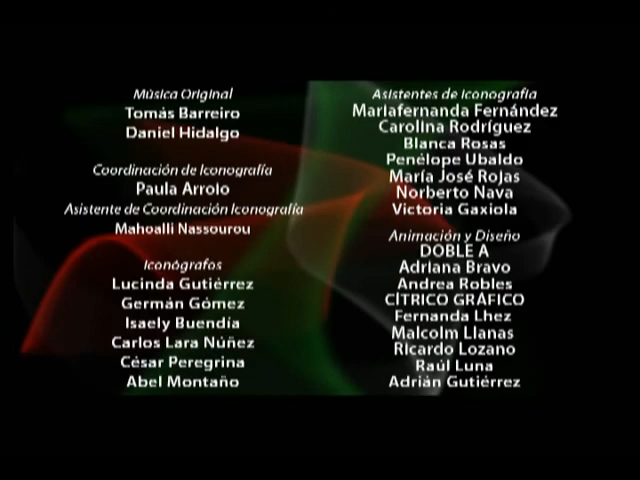 Música Original
Tomás Barreiro
Daniel Hidalgo
Coordinación de Iconografía
Paula Arroio
Asistente de Coordinación Iconografía
Mahoalli Nassourou
Iconógrafos
Lucinda Gutiérrez
Germán Gómez
Isaely Buendía
Carlos Lara Núñez
César Peregrina
Abel Montaño
Asistentes de Iconografía
Mariafernanda Fernández
Carolina Rodríguez
Blanca Rosas
Penélope Ubaldo
María José Rojas
Norberto Nava
Victoria Gaxiola
Animación y Diseño
DOBLE A
Adriana Bravo
Andrea Robles
CÍTRICO GRÁFICO
Fernanda Lhez
Malcolm Llanas
Ricardo Lozano
Raúl Luna
Adrián Gutiérrez